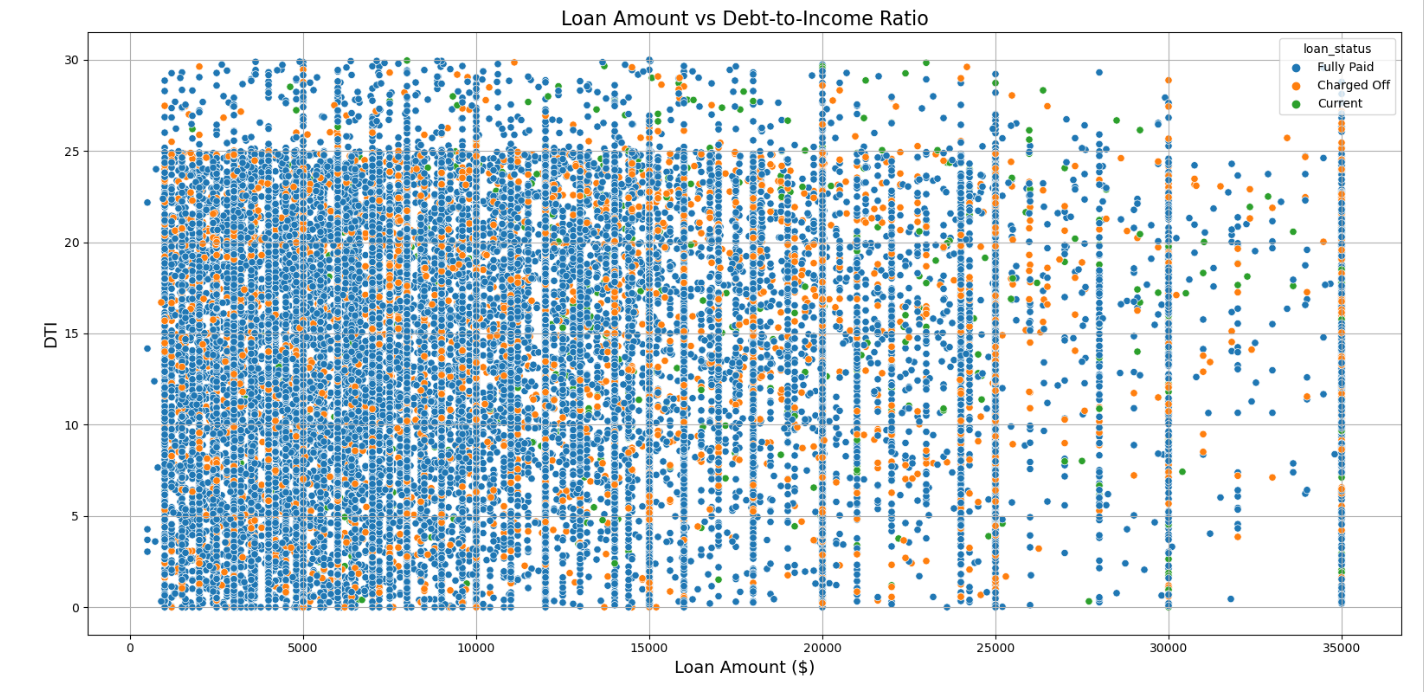 Loan Amount vs Debt-to-Income Ratio
loan_status
Fully Paid
Charged Off
Current
DTI
30
25
20
15
10
5
0
0 5000 10000 15000 20000 25000 30000 35000
Loan Amount ($)